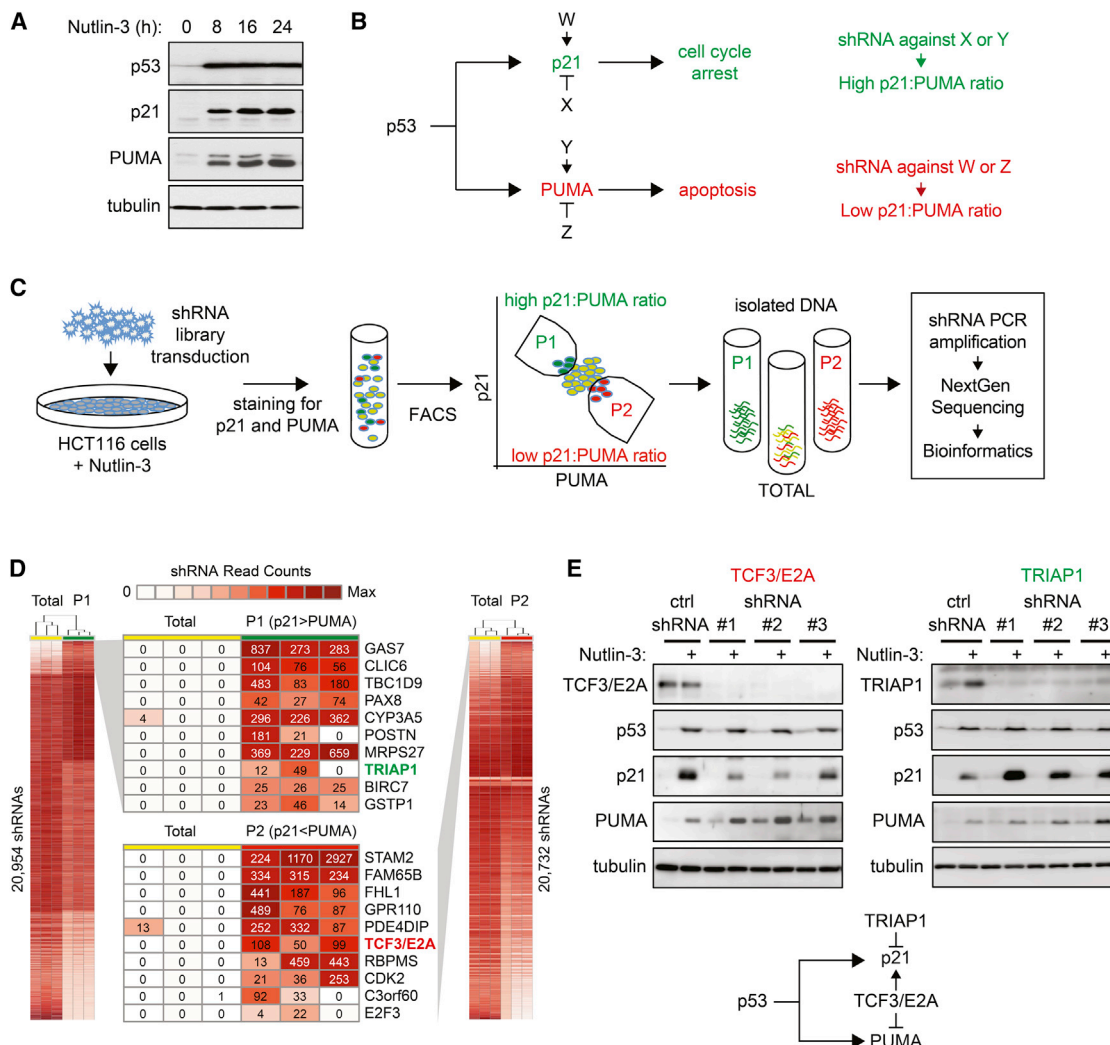 A
Nutlin-3 (h): 0 8 16 24
p53
p21
PUMA
tubulin
B
W
p21
X
cell cycle
arrest
p53
Y
PUMA
Z
apoptosis
shRNA against X or Y
High p21:PUMA ratio
shRNA against W or Z
Low p21:PUMA ratio
C
shRNA
library
transduction
HCT116 cells
+ Nutlin-3
staining for
p21 and PUMA
FACS
p21
high p21:PUMA ratio
P1
P2
low p21:PUMA ratio
PUMA
isolated DNA
P1
P2
TOTAL
shRNA PCR
amplification
NextGen
Sequencing
Bioinformatics
D
shRNA Read Counts
0 Max
Total P1
20,954 shRNAs
Total P1 (p21>PUMA)
0 0 0 837 273 283 GAS7
0 0 0 104 76 56 CLIC6
0 0 0 483 83 180 TBC1D9
0 0 0 42 27 74 PAX8
4 0 0 296 226 362 CYP3A5
0 0 0 181 21 0 POSTN
0 0 0 369 229 659 MRPS27
0 0 0 12 49 0 TRIAP1
0 0 0 25 26 25 BIRC7
0 0 0 23 46 14 GSTP1
Total P2 (p21<PUMA)
0 0 0 224 1170 2927 STAM2
0 0 0 334 315 234 FAM65B
0 0 0 441 187 96 FHL1
0 0 0 489 76 87 GPR110
13 0 0 252 332 87 PDE4DIP
0 0 0 108 50 99 TCF3/E2A
0 0 0 13 459 443 RBPMS
0 0 0 21 36 253 CDK2
0 0 1 92 33 0 C3orf60
0 0 0 4 22 0 E2F3
Total P2
20,732 shRNAs
E
TCF3/E2A
ctrl shRNA
shRNA #1 #2 #3
Nutlin-3: + + + +
TCF3/E2A
p53
p21
PUMA
tubulin
TRIAP1
ctrl shRNA
shRNA #1 #2 #3
Nutlin-3: + + + +
TRIAP1
p53
p21
PUMA
tubulin
TRIAP1
p21
p53
TCF3/E2A
PUMA